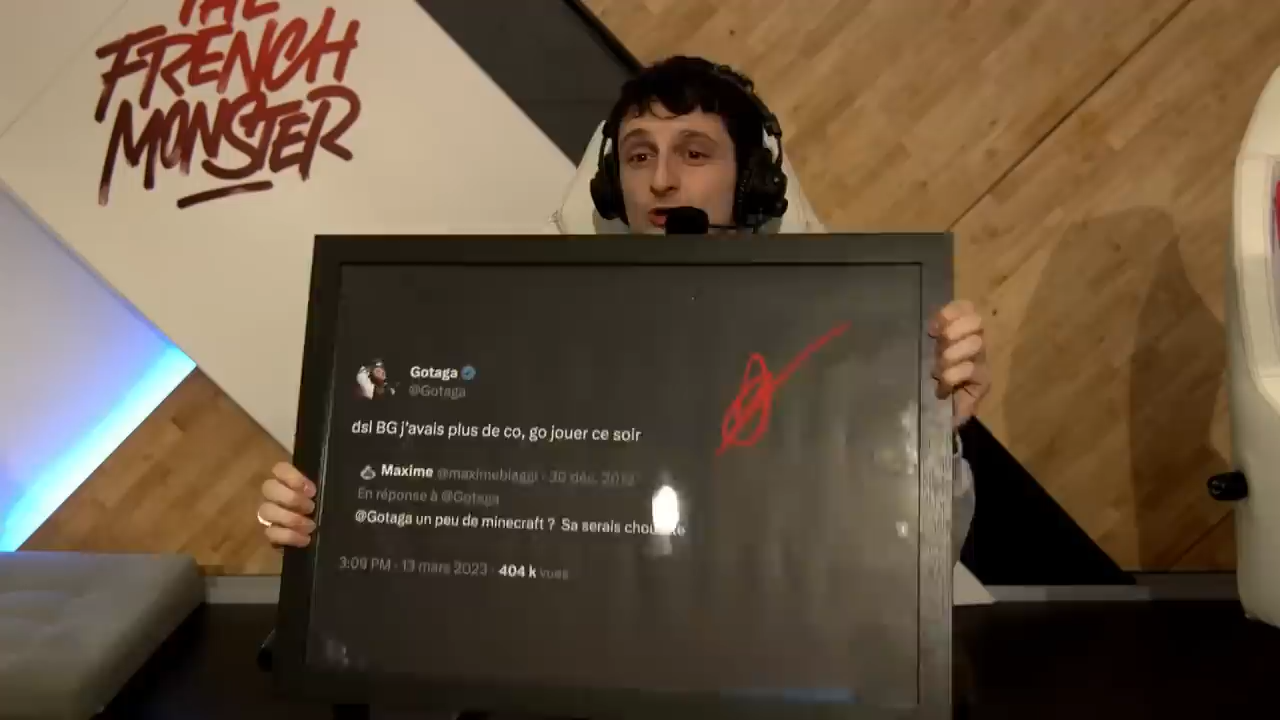 THE
FRENCH
MONSTER
Gotaga
@Gotaga
dsl BG j'avais plus de co, go jouer ce soir
Maxime @maximebiaggi · 30 déc. 2013
En réponse à @Gotaga
@Gotaga un peu de minecraft ? Sa serais chouette
3:09 PM · 13 mars 2023 · 404 k vues